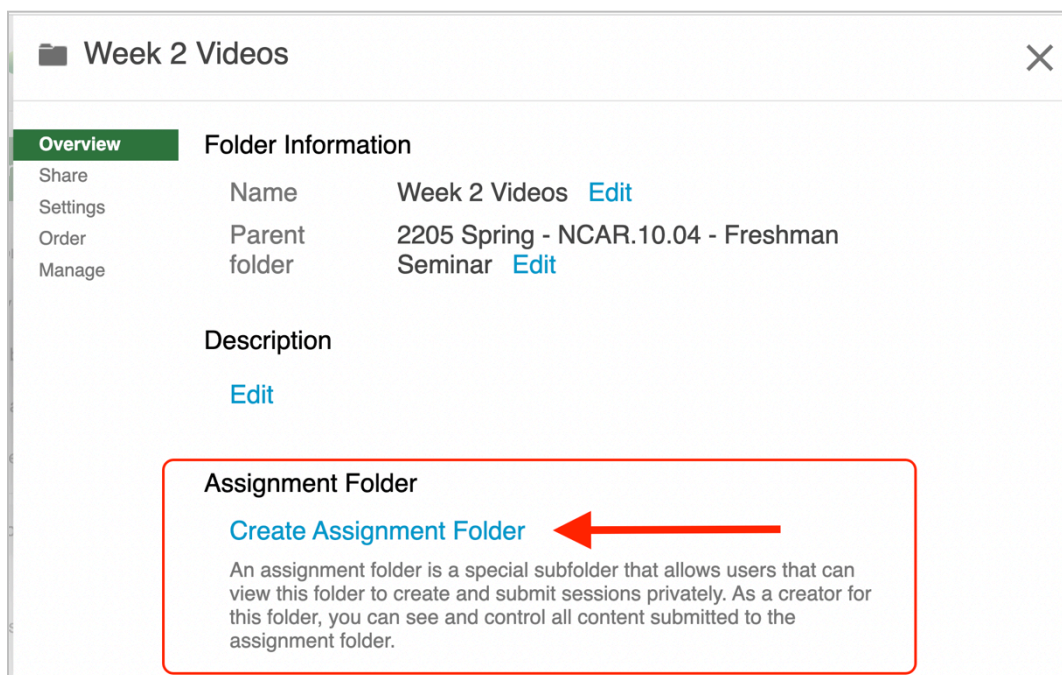 Week 2 Videos
Overview
Share
Settings
Order
Manage
Folder Information
Name Week 2 Videos Edit
Parent folder 2205 Spring - NCAR.10.04 - Freshman Seminar Edit
Description
Edit
Assignment Folder
Create Assignment Folder
An assignment folder is a special subfolder that allows users that can
view this folder to create and submit sessions privately. As a creator for
this folder, you can see and control all content submitted to the
assignment folder.